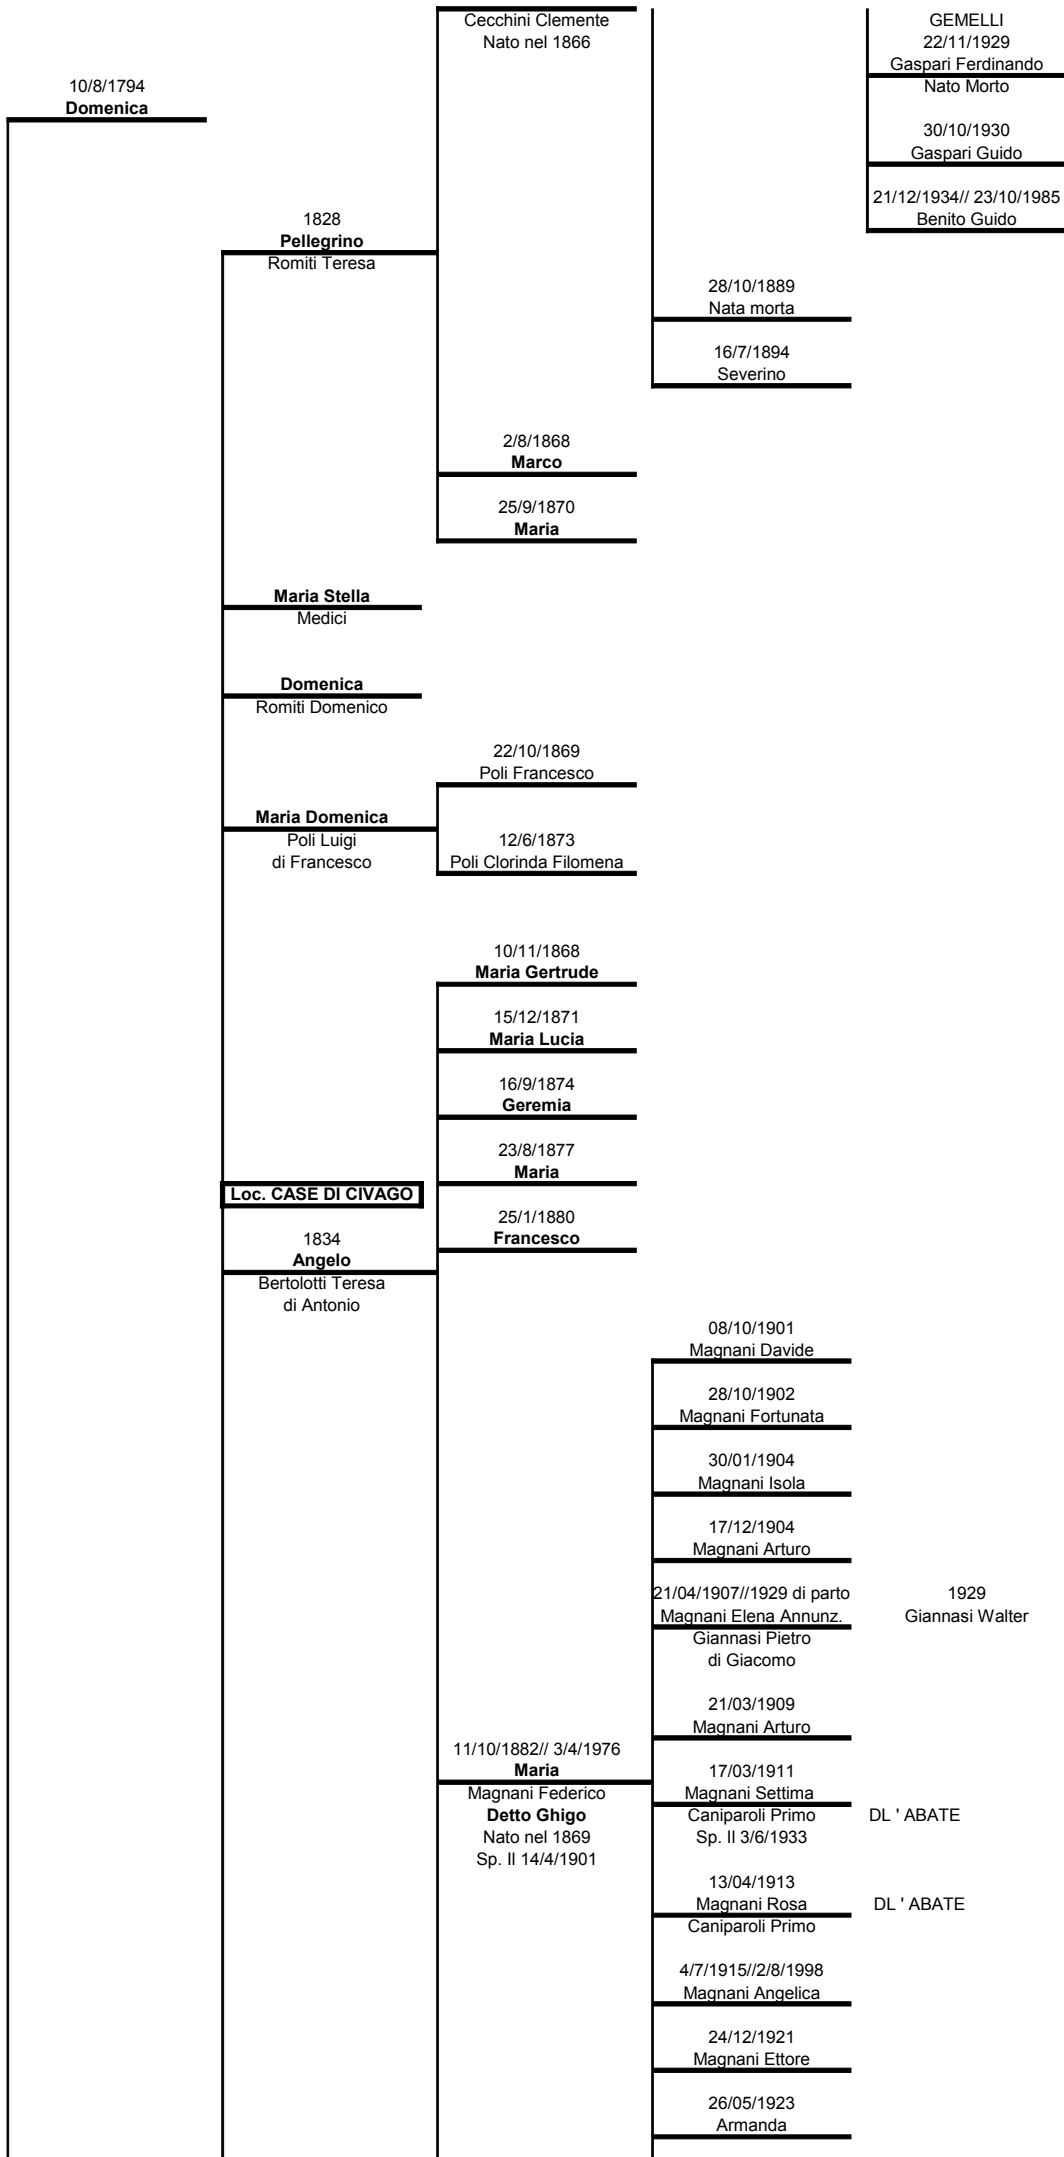 Cecchini Clemente
Nato nel 1866
GEMELLI
22/11/1929
Gaspari Ferdinando
Nato Morto
10/8/1794
Domenica
30/10/1930
Gaspari Guido
21/12/1934// 23/10/1985
Benito Guido
1828
Pellegrino
Romiti Teresa
28/10/1889
Nata morta
16/7/1894
Severino
2/8/1868
Marco
25/9/1870
Maria
Maria Stella
Medici
Domenica
Romiti Domenico
22/10/1869
Poli Francesco
Maria Domenica
Poli Luigi
di Francesco
12/6/1873
Poli Clorinda Filomena
10/11/1868
Maria Gertrude
15/12/1871
Maria Lucia
16/9/1874
Geremia
23/8/1877
Maria
Loc. CASE DI CIVAGO
25/1/1880
Francesco
1834
Angelo
Bertolotti Teresa
di Antonio
08/10/1901
Magnani Davide
28/10/1902
Magnani Fortunata
30/01/1904
Magnani Isola
17/12/1904
Magnani Arturo
21/04/1907//1929 di parto
Magnani Elena Annunz.
Giannasi Pietro
di Giacomo
1929
Giannasi Walter
21/03/1909
Magnani Arturo
11/10/1882// 3/4/1976
Maria
Magnani Federico
Detto Ghigo
Nato nel 1869
Sp. Il 14/4/1901
17/03/1911
Magnani Settima
Caniparoli Primo
Sp. Il 3/6/1933
DL ' ABATE
13/04/1913
Magnani Rosa
Caniparoli Primo
DL ' ABATE
4/7/1915//2/8/1998
Magnani Angelica
24/12/1921
Magnani Ettore
26/05/1923
Armanda